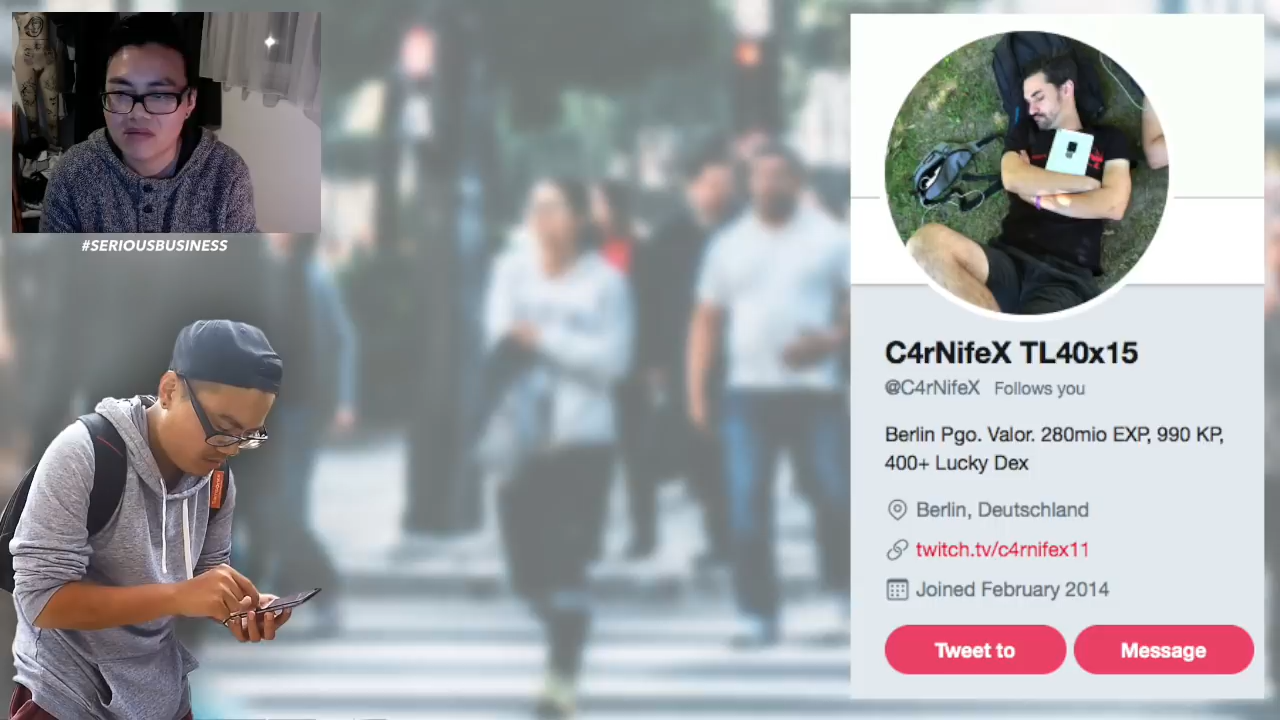 #SERIOUSBUSINESS
C4rNifeX TL40x15
@C4rNifeX Follows you
Berlin Pgo. Valor. 280mio EXP, 990 KP,
400+ Lucky Dex
Berlin, Deutschland
twitch.tv/c4rnifex11
Joined February 2014
Tweet to
Message